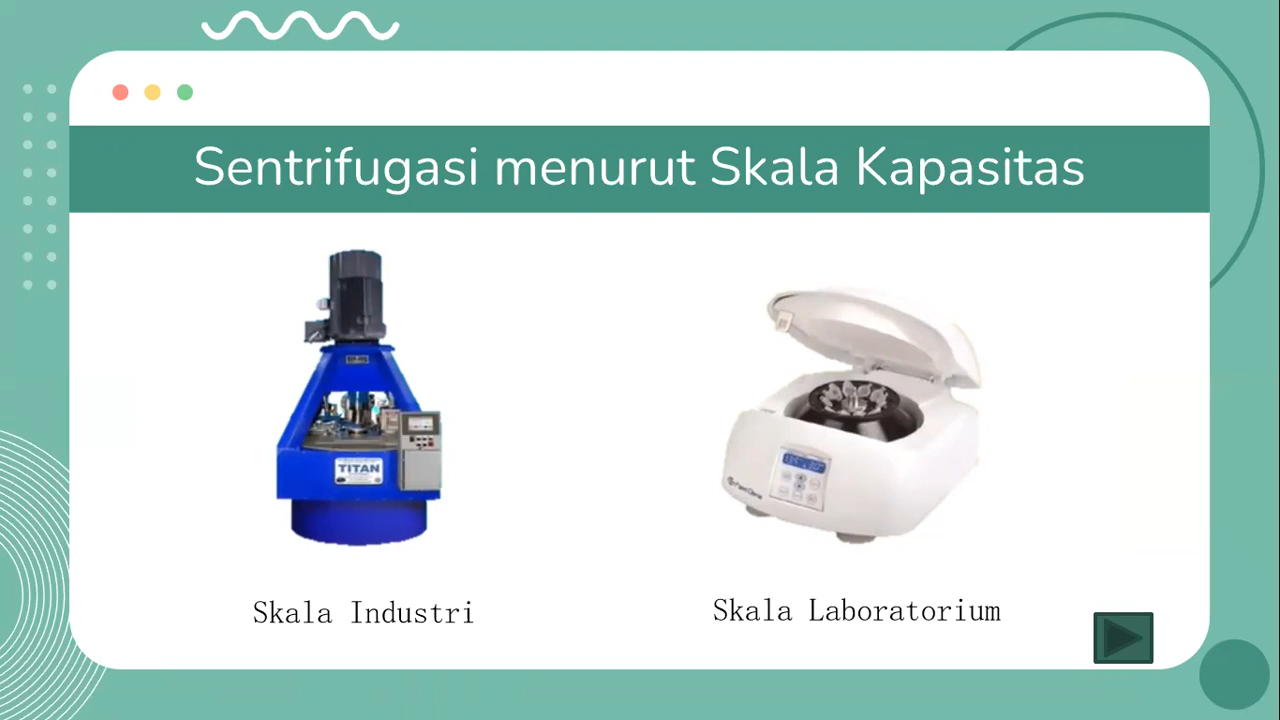 Sentrifugasi menurut Skala Kapasitas
TITAN
Skala Industri
Skala Laboratorium